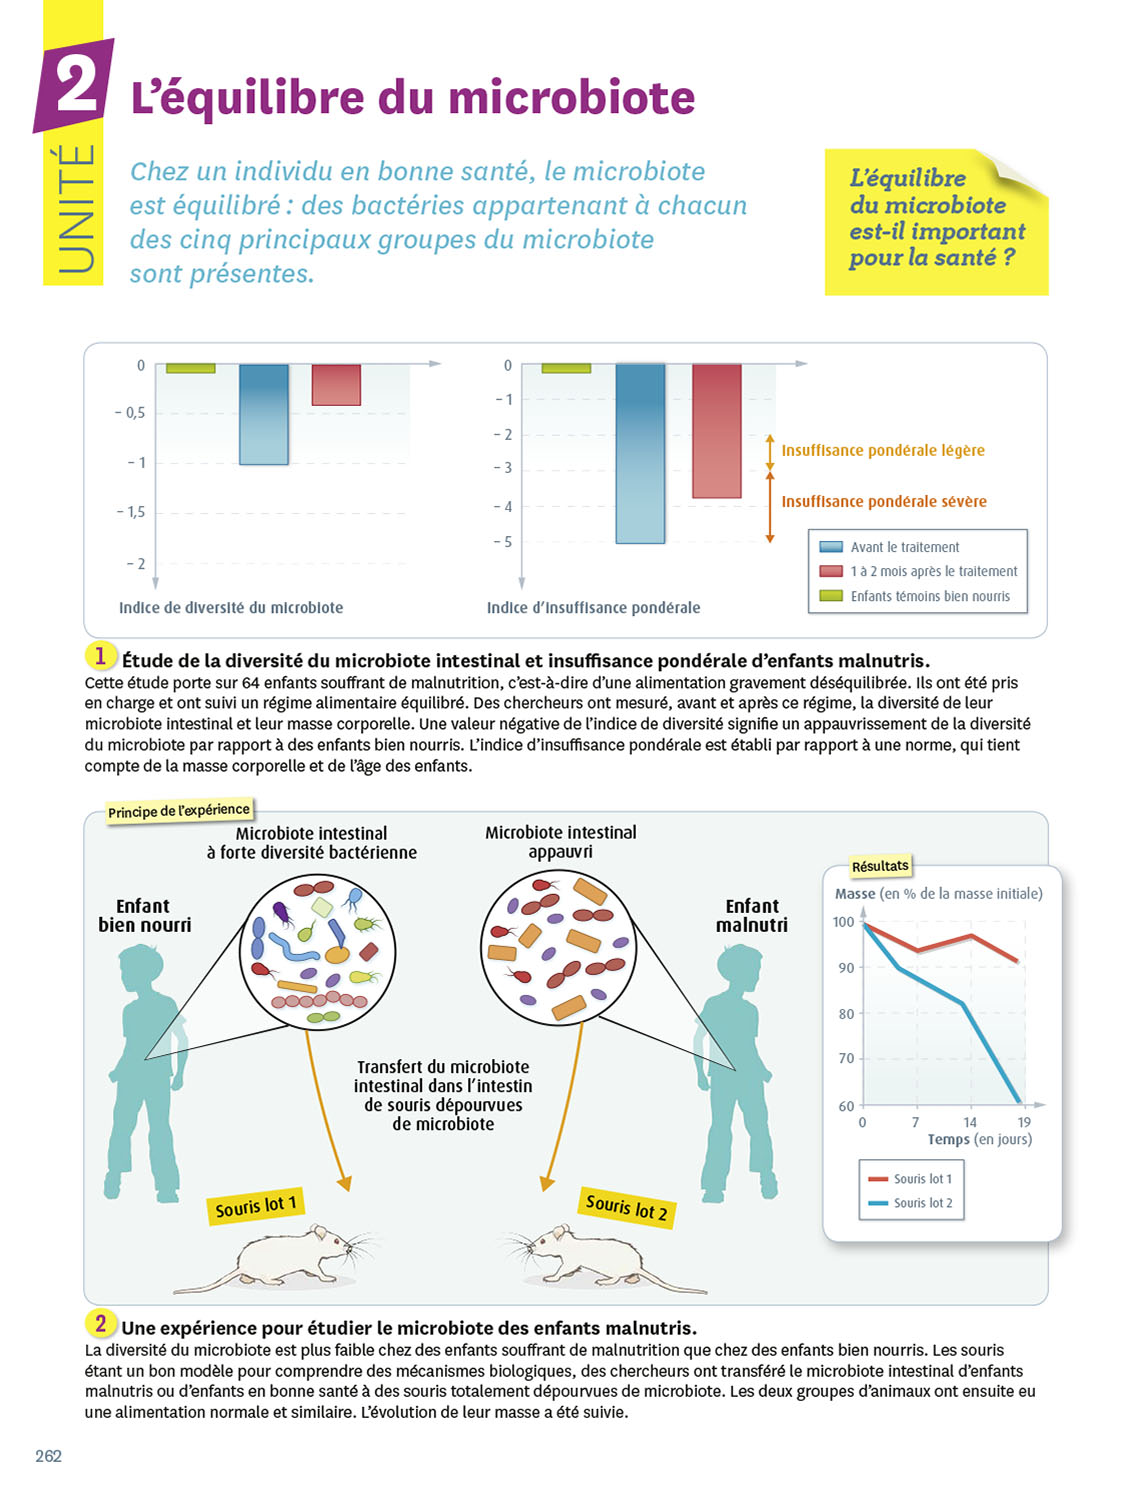 2
UNITÉ
L'équilibre du microbiote
Chez un individu en bonne santé, le microbiote
est équilibré : des bactéries appartenant à chacun
des cinq principaux groupes du microbiote
sont présentes.
L'équilibre
du microbiote
est-il important
pour la santé ?
0
– 0,5
– 1
– 1,5
– 2
Indice de diversité du microbiote
0
– 1
– 2
– 3
– 4
– 5
Indice d'insuffisance pondérale
Insuffisance pondérale légère
Insuffisance pondérale sévère
Avant le traitement
1 à 2 mois après le traitement
Enfants témoins bien nourris
1 Étude de la diversité du microbiote intestinal et insuffisance pondérale d'enfants malnutris.
Cette étude porte sur 64 enfants souffrant de malnutrition, c'est-à-dire d'une alimentation gravement déséquilibrée. Ils ont été pris
en charge et ont suivi un régime alimentaire équilibré. Des chercheurs ont mesuré, avant et après ce régime, la diversité de leur
microbiote intestinal et leur masse corporelle. Une valeur négative de l'indice de diversité signifie un appauvrissement de la diversité
du microbiote par rapport à des enfants bien nourris. L'indice d'insuffisance pondérale est établi par rapport à une norme, qui tient
compte de la masse corporelle et de l'âge des enfants.
Principe de l'expérience
Microbiote intestinal
à forte diversité bactérienne
Microbiote intestinal
appauvri
Enfant
bien nourri
Enfant
malnutri
Transfert du microbiote
intestinal dans l'intestin
de souris dépourvues
de microbiote
Souris lot 1
Souris lot 2
Résultats
Masse (en % de la masse initiale)
100
90
80
70
60
0
7
14
19
Temps (en jours)
Souris lot 1
Souris lot 2
2 Une expérience pour étudier le microbiote des enfants malnutris.
La diversité du microbiote est plus faible chez des enfants souffrant de malnutrition que chez des enfants bien nourris. Les souris
étant un bon modèle pour comprendre des mécanismes biologiques, des chercheurs ont transféré le microbiote intestinal d'enfants
malnutris ou d'enfants en bonne santé à des souris totalement dépourvues de microbiote. Les deux groupes d'animaux ont ensuite eu
une alimentation normale et similaire. L'évolution de leur masse a été suivie.
262